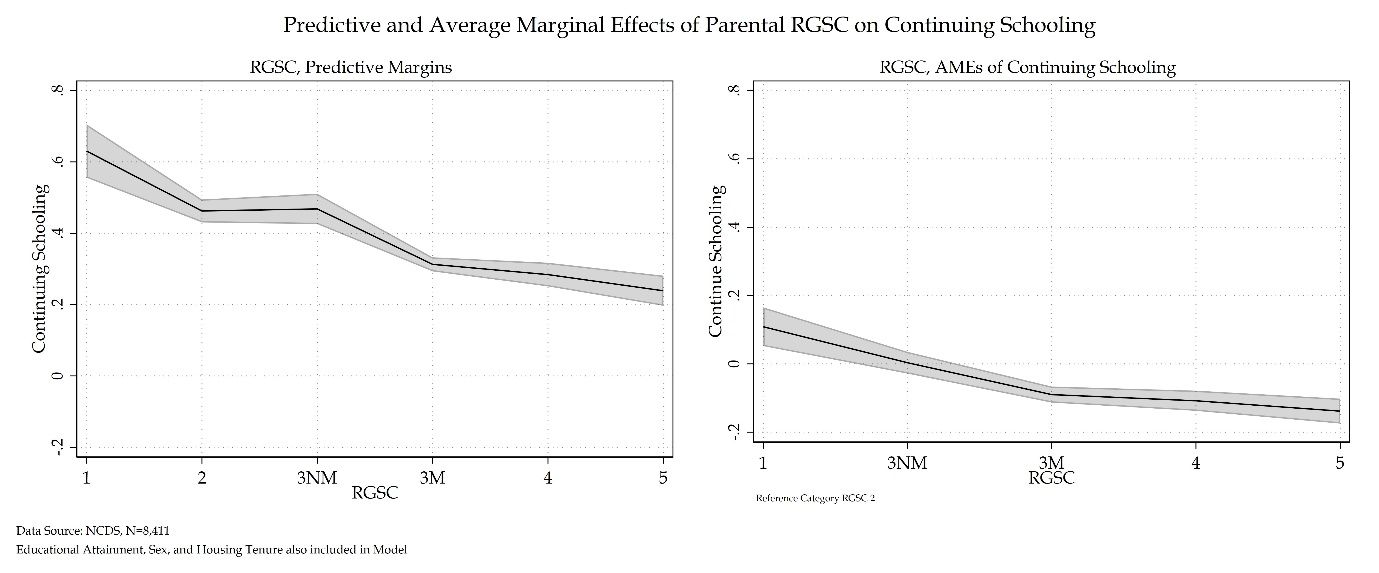 Predictive and Average Marginal Effects of Parental RGSC on Continuing Schooling
RGSC, Predictive Margins
Continuing Schooling
.8
.6
.4
.2
0
-.2
1 2 3NM 3M 4 5
RGSC
RGSC, AMEs of Continuing Schooling
Continue Schooling
.8
.6
.4
.2
0
-.2
1 3NM 3M 4 5
RGSC
Reference Category RGSC 2
Data Source: NCDS, N=8,411
Educational Attainment, Sex, and Housing Tenure also included in Model